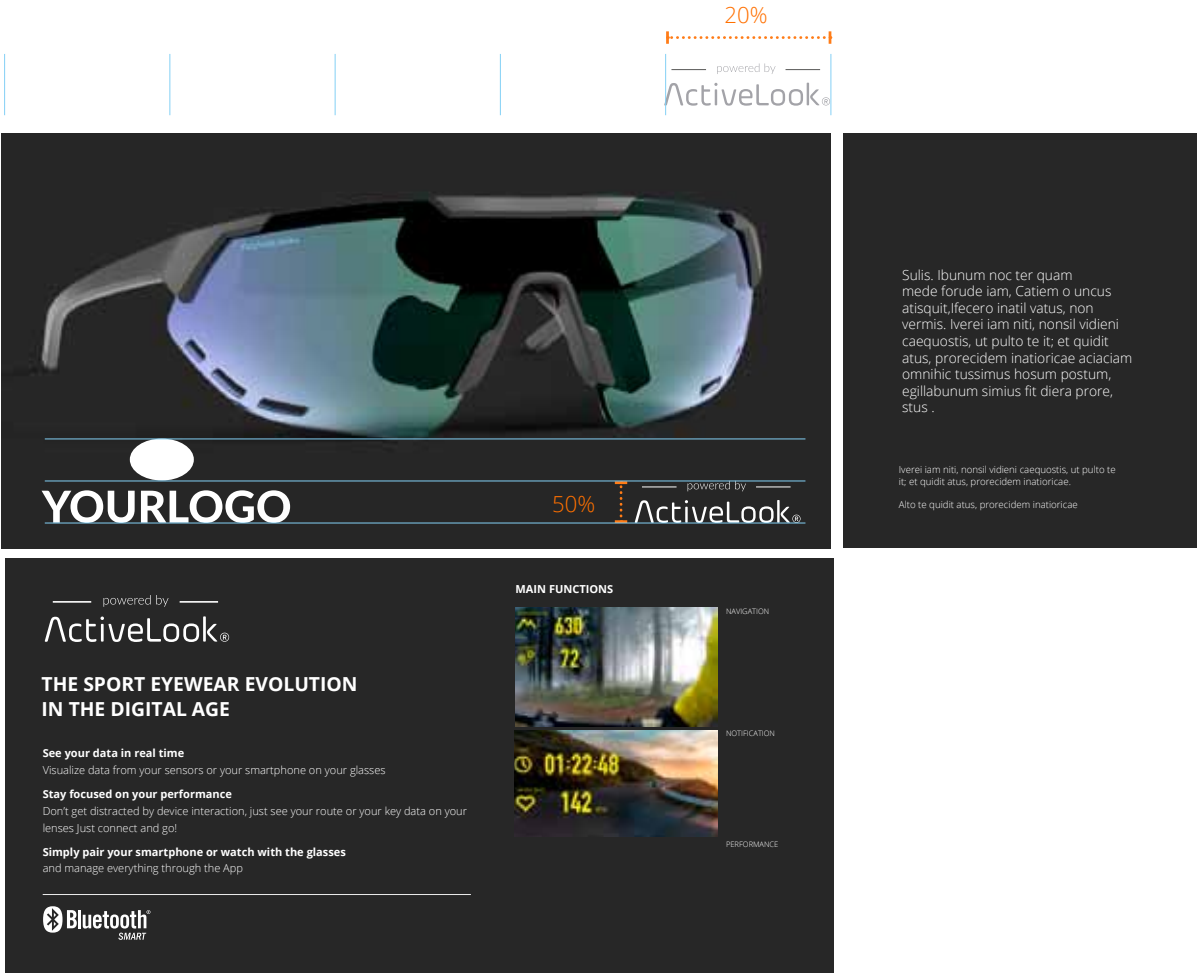 20%
powered by
ActiveLook®
YOURLOGO
50%
powered by
ActiveLook®
Sulis. Ibunum noc ter quam
mede forude iam, Catiem o uncus
atisquit,Ifecero inatil vatus, non
vermis. Iverei iam niti, nonsil vidieni
caequostis, ut pulto te it; et quidit
atus, prorecidem inatioricae aciaciam
omnihic tussimus hosum postum,
egillabunum simius fit diera prore,
stus .
Iverei iam niti, nonsil vidieni caequostis, ut pulto te
it; et quidit atus, prorecidem inatioricae.
Alto te quidit atus, prorecidem inatioricae
powered by
ActiveLook®
THE SPORT EYEWEAR EVOLUTION
IN THE DIGITAL AGE
See your data in real time
Visualize data from your sensors or your smartphone on your glasses
Stay focused on your performance
Don't get distracted by device interaction, just see your route or your key data on your
lenses Just connect and go!
Simply pair your smartphone or watch with the glasses
and manage everything through the App
Bluetooth®
SMART
MAIN FUNCTIONS
630
72
NAVIGATION
NOTIFICATION
01:22:48
142
PERFORMANCE